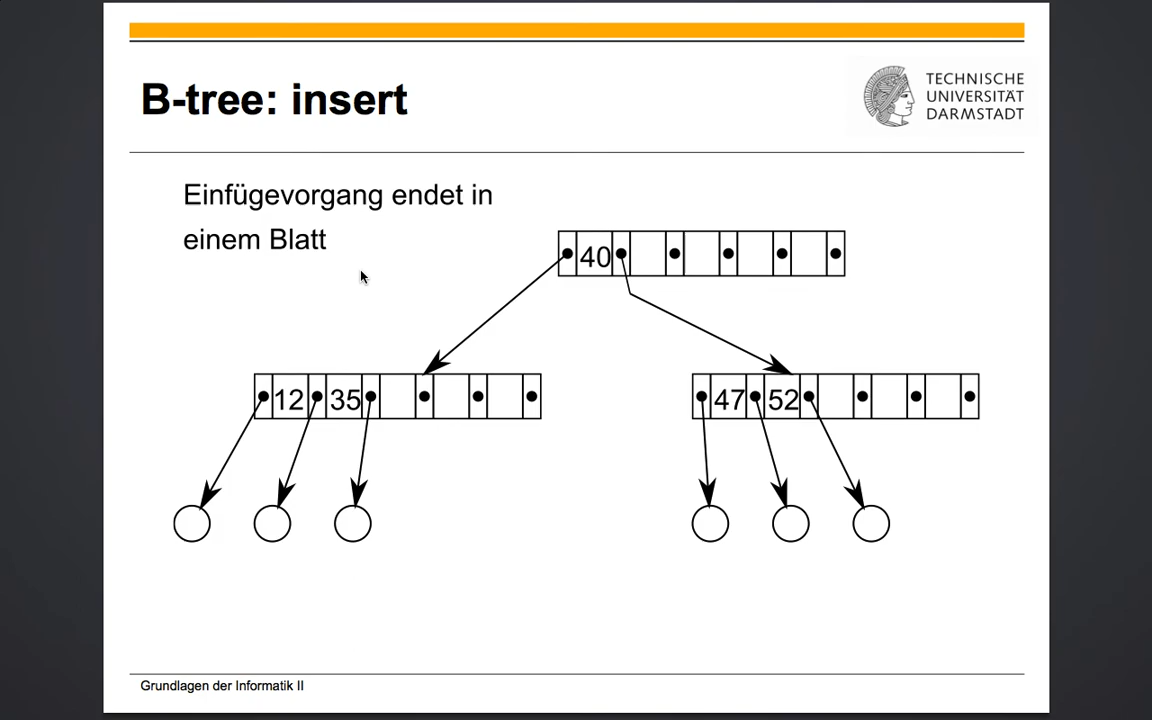 B-tree: insert
TECHNISCHE
UNIVERSITÄT
DARMSTADT
Einfügevorgang endet in
einem Blatt
40
12 35
47 52
Grundlagen der Informatik II